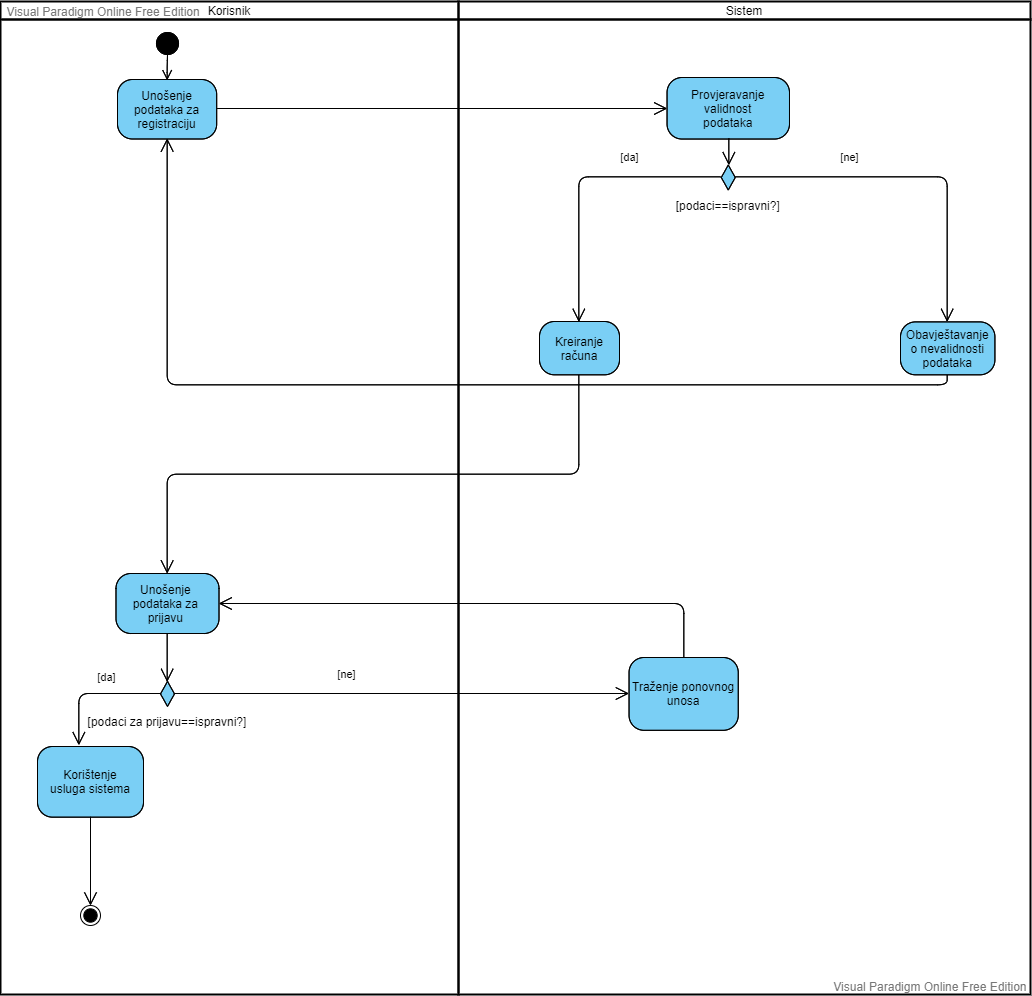 Visual Paradigm Online Free Edition
Korisnik
Sistem
Unošenje
podataka za
registraciju
Provjeravanje
validnost
podataka
[da]
[ne]
[podaci==ispravni?]
Kreiranje
računa
Obavještavanje
o nevalidnosti
podataka
Unošenje
podataka za
prijavu
[da]
[ne]
[podaci za prijavu==ispravni?]
Traženje ponovnog
unosa
Korištenje
usluga sistema
Visual Paradigm Online Free Edition